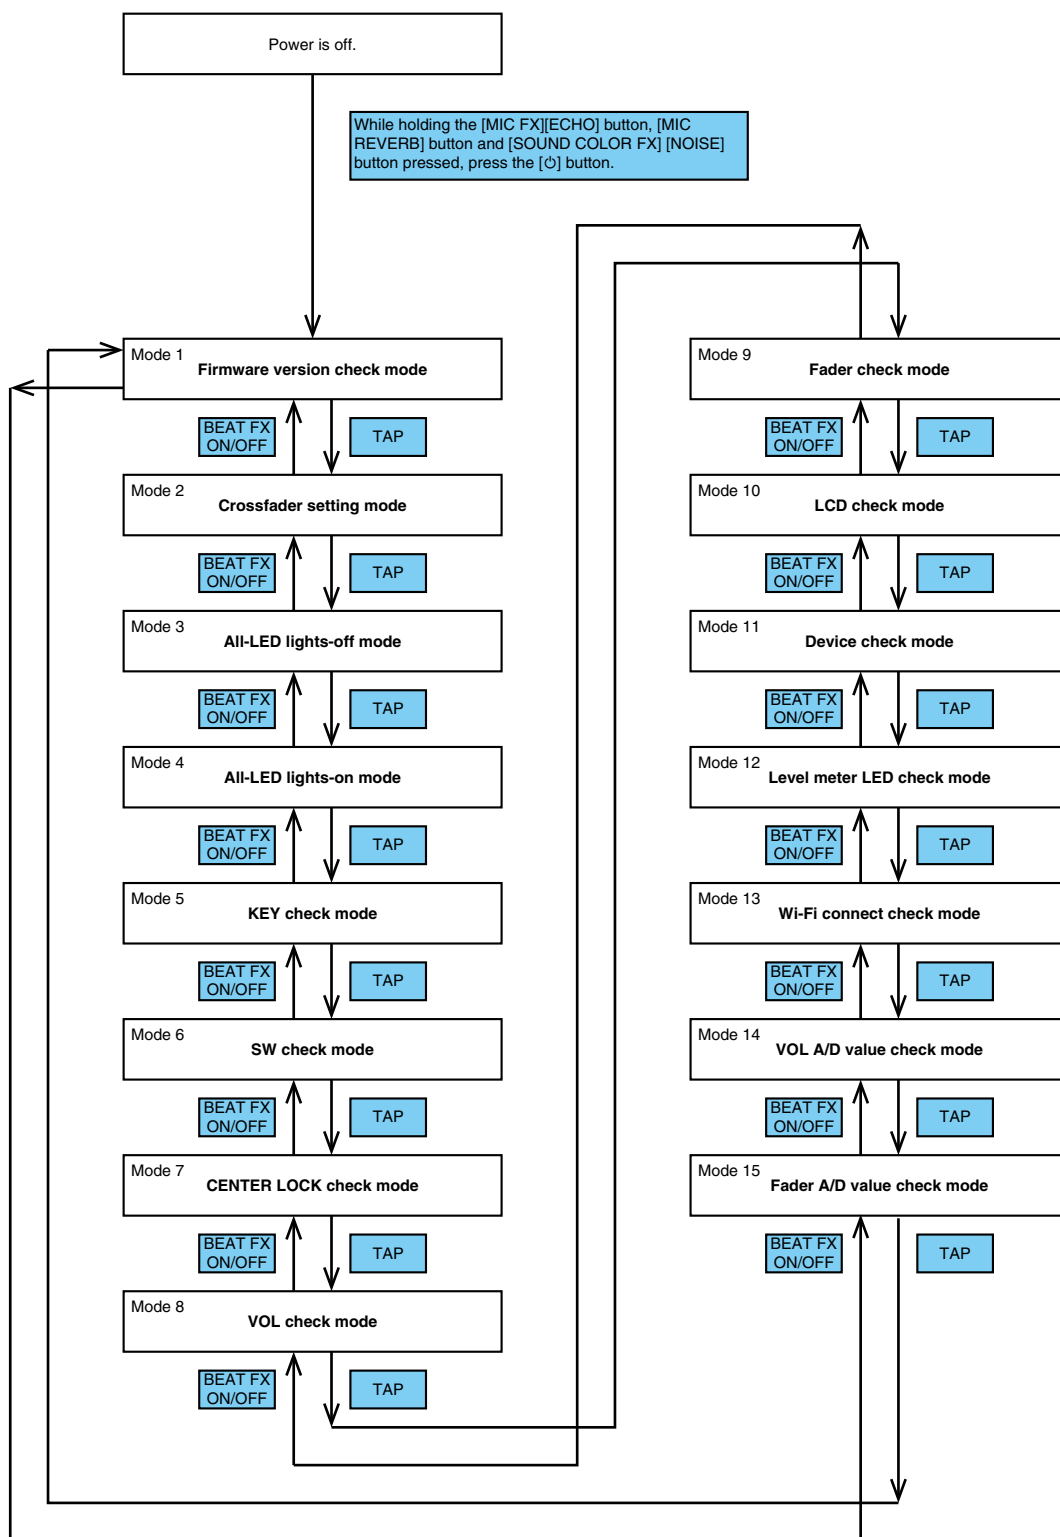 Power is off.
While holding the [MIC FX][ECHO] button, [MIC
REVERB] button and [SOUND COLOR FX] [NOISE]
button pressed, press the [⏻] button.
Mode 1
Firmware version check mode
BEAT FX
ON/OFF
TAP
Mode 2
Crossfader setting mode
BEAT FX
ON/OFF
TAP
Mode 3
All-LED lights-off mode
BEAT FX
ON/OFF
TAP
Mode 4
All-LED lights-on mode
BEAT FX
ON/OFF
TAP
Mode 5
KEY check mode
BEAT FX
ON/OFF
TAP
Mode 6
SW check mode
BEAT FX
ON/OFF
TAP
Mode 7
CENTER LOCK check mode
BEAT FX
ON/OFF
TAP
Mode 8
VOL check mode
BEAT FX
ON/OFF
TAP
Mode 9
Fader check mode
BEAT FX
ON/OFF
TAP
Mode 10
LCD check mode
BEAT FX
ON/OFF
TAP
Mode 11
Device check mode
BEAT FX
ON/OFF
TAP
Mode 12
Level meter LED check mode
BEAT FX
ON/OFF
TAP
Mode 13
Wi-Fi connect check mode
BEAT FX
ON/OFF
TAP
Mode 14
VOL A/D value check mode
BEAT FX
ON/OFF
TAP
Mode 15
Fader A/D value check mode
BEAT FX
ON/OFF
TAP